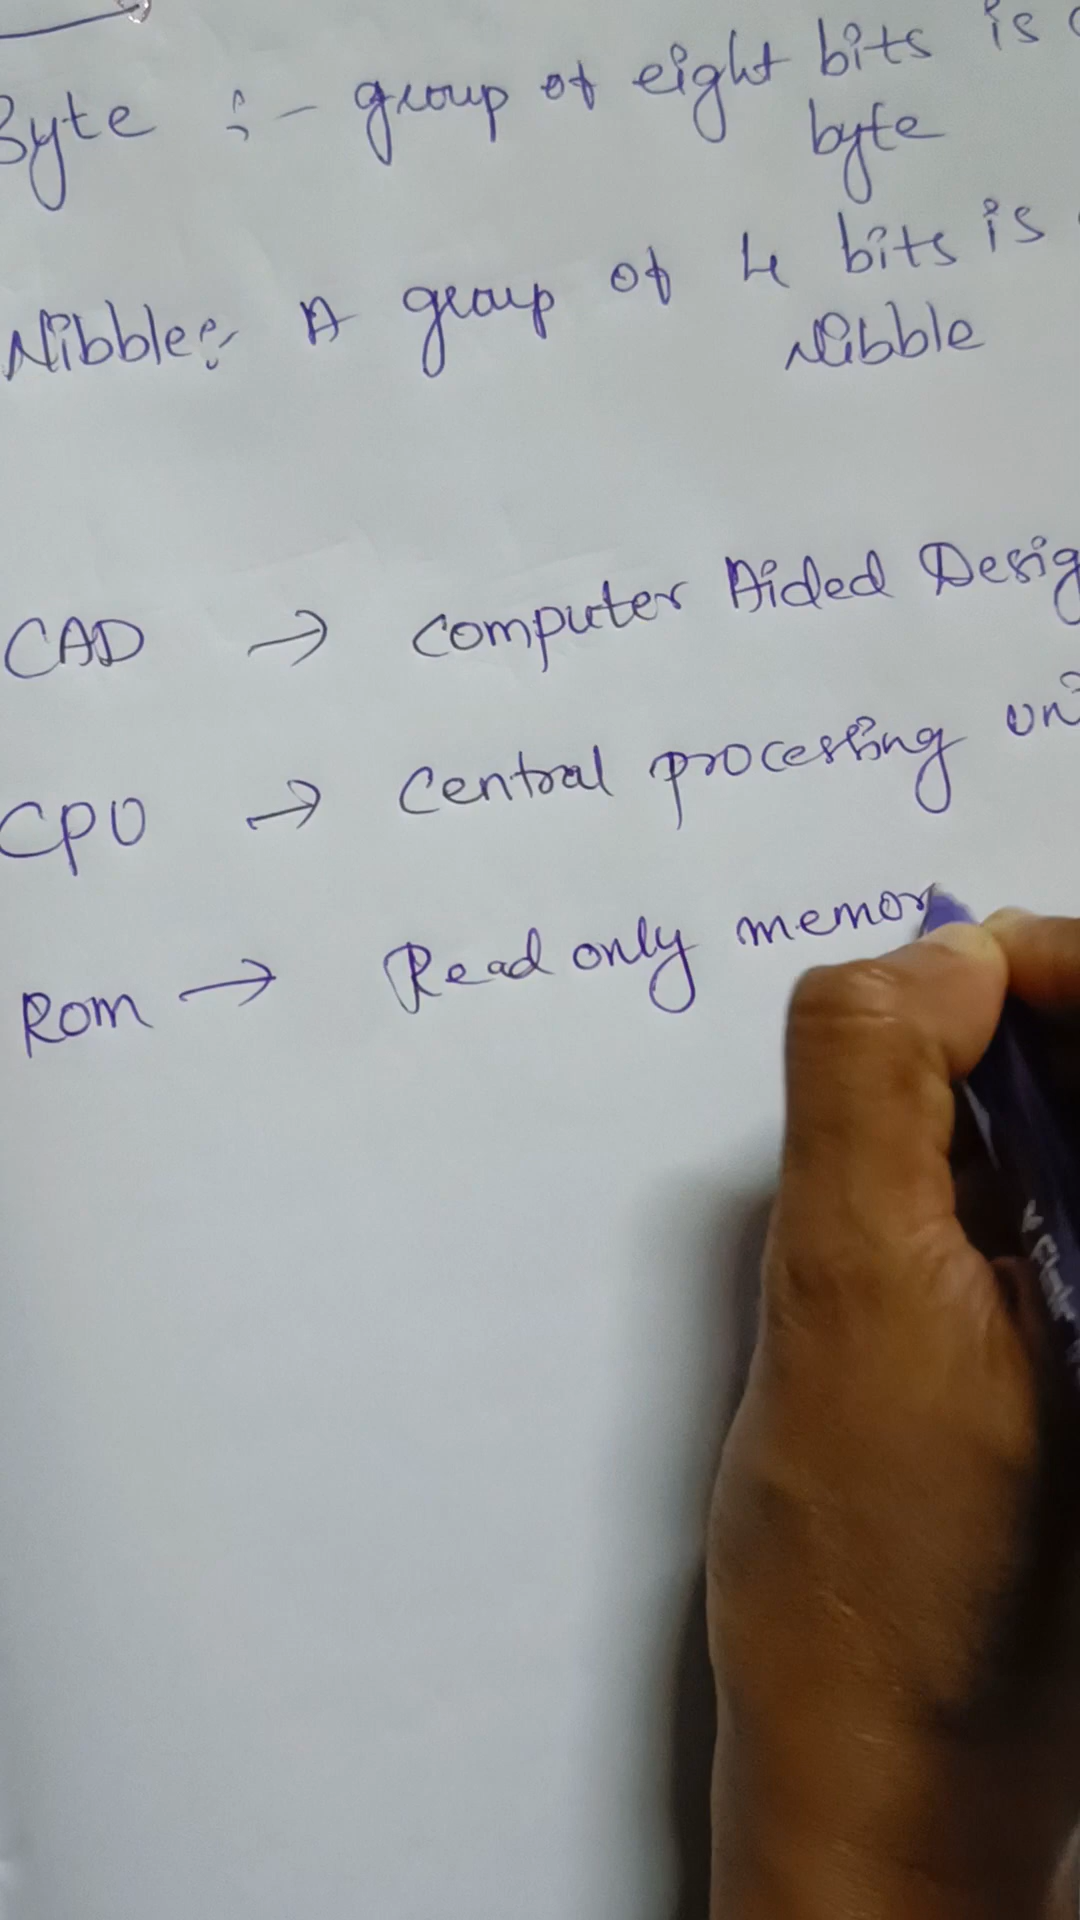 Byte :- group of eight bits is
byte
Nibble:- A group of 4 bits is
Nibble
CAD → Computer Aided Desig
CPU → Central processing uni
ROM → Read only memor